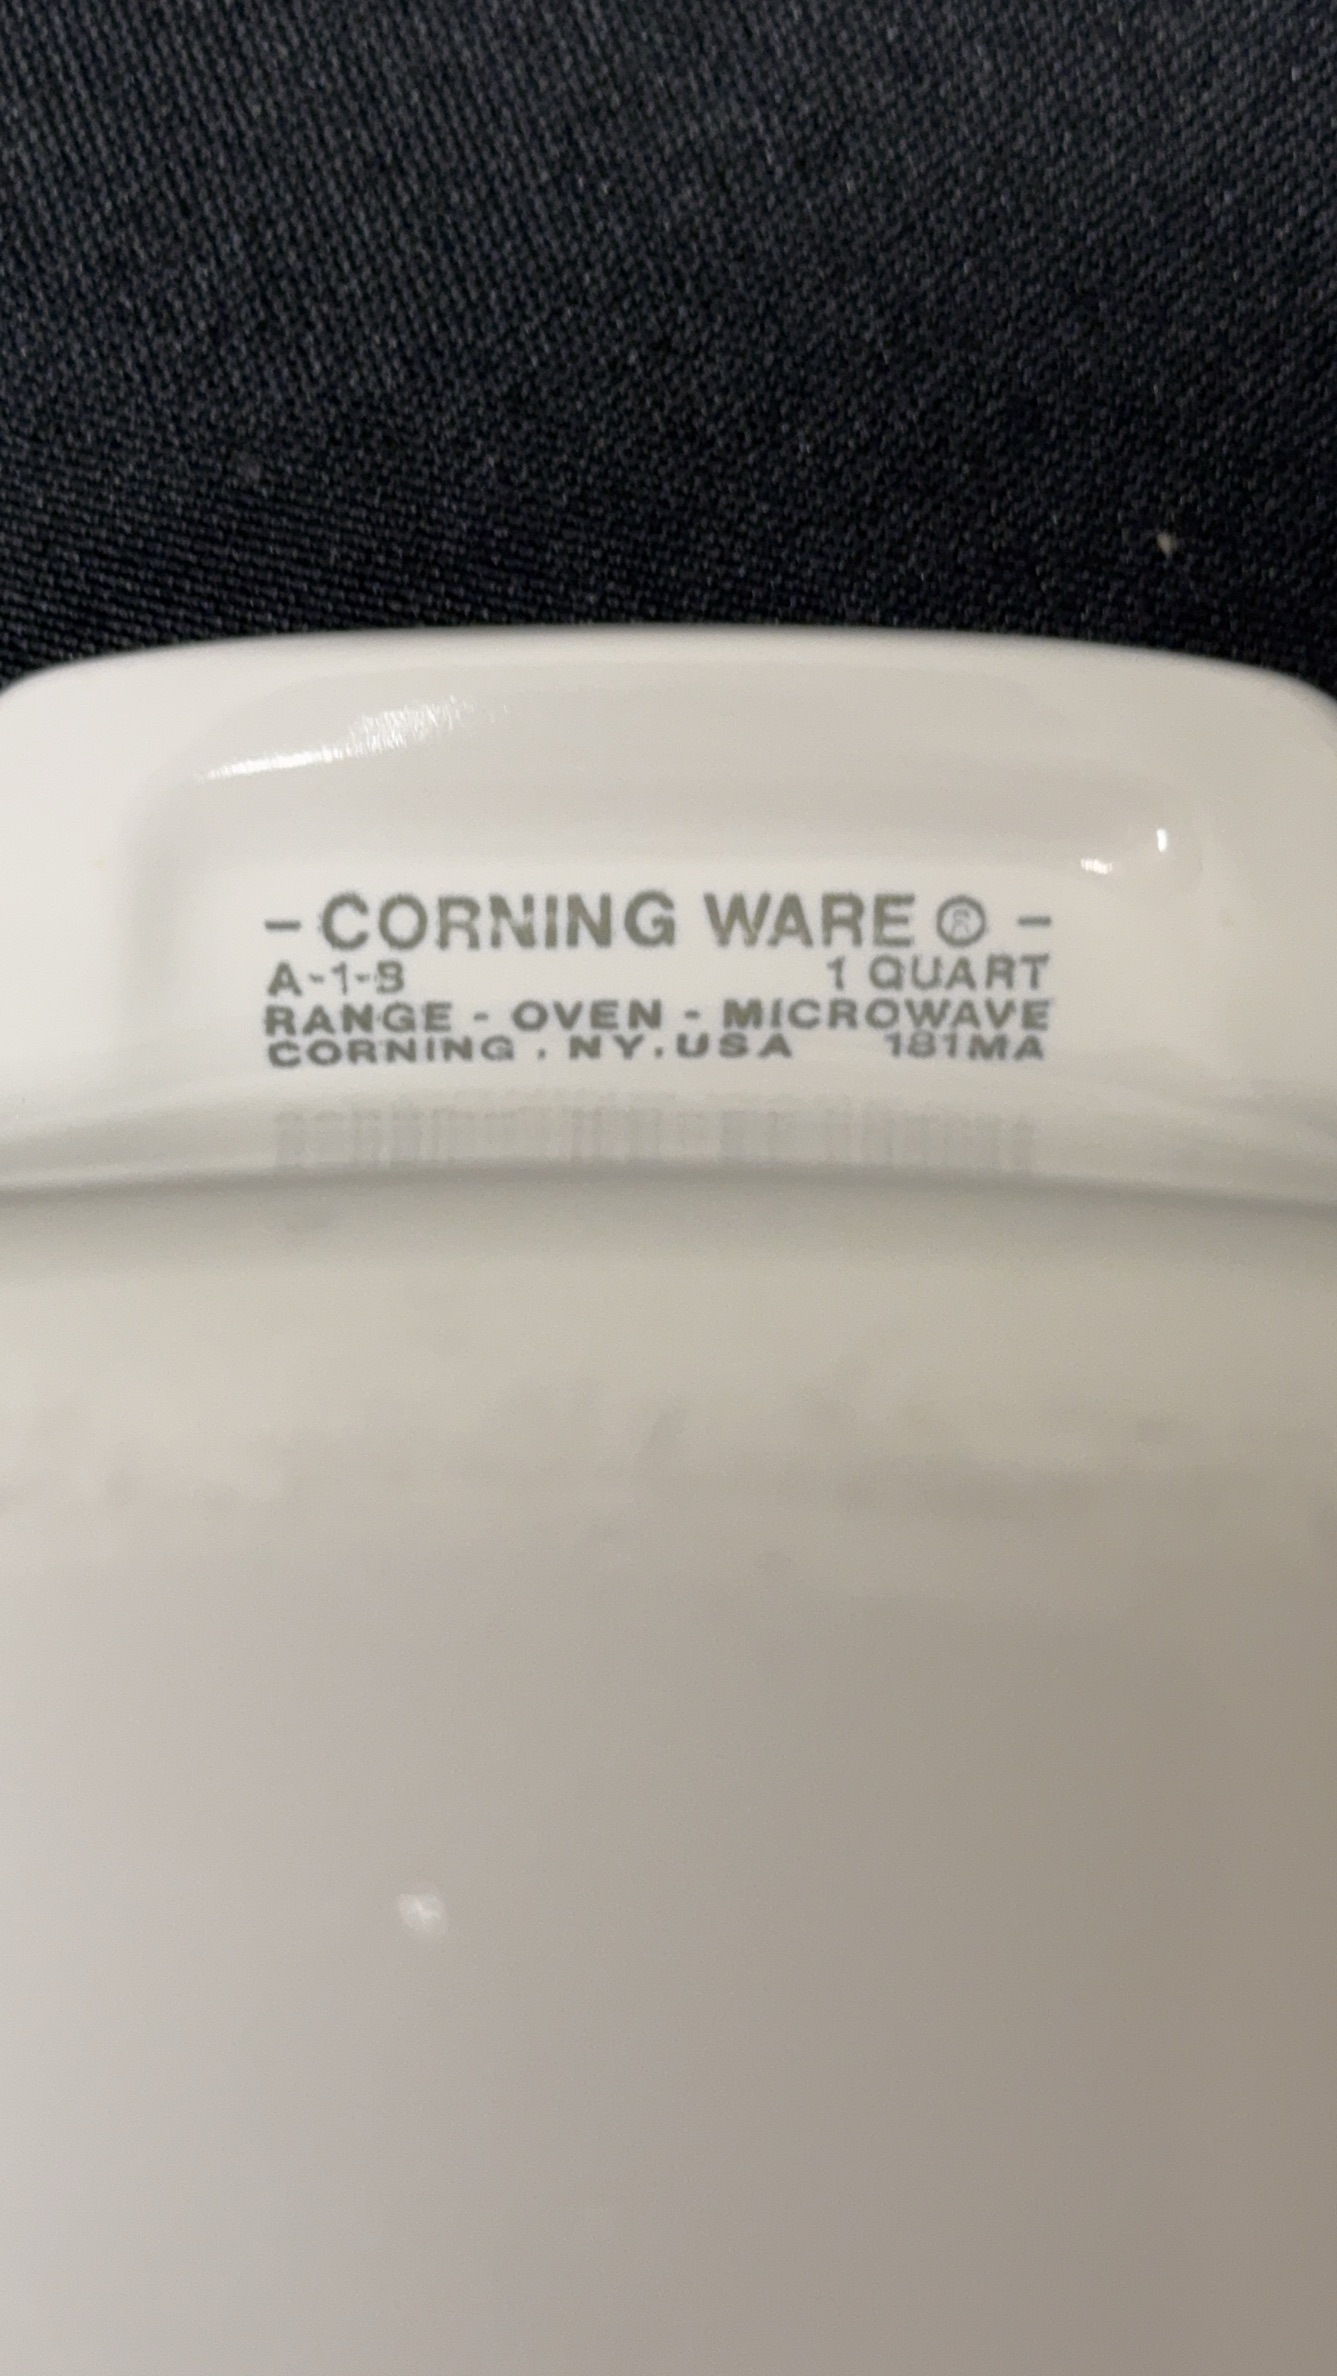 - CORNING WARE ® -
A-1-B 1 QUART
RANGE - OVEN - MICROWAVE
CORNING . NY. USA 181MA